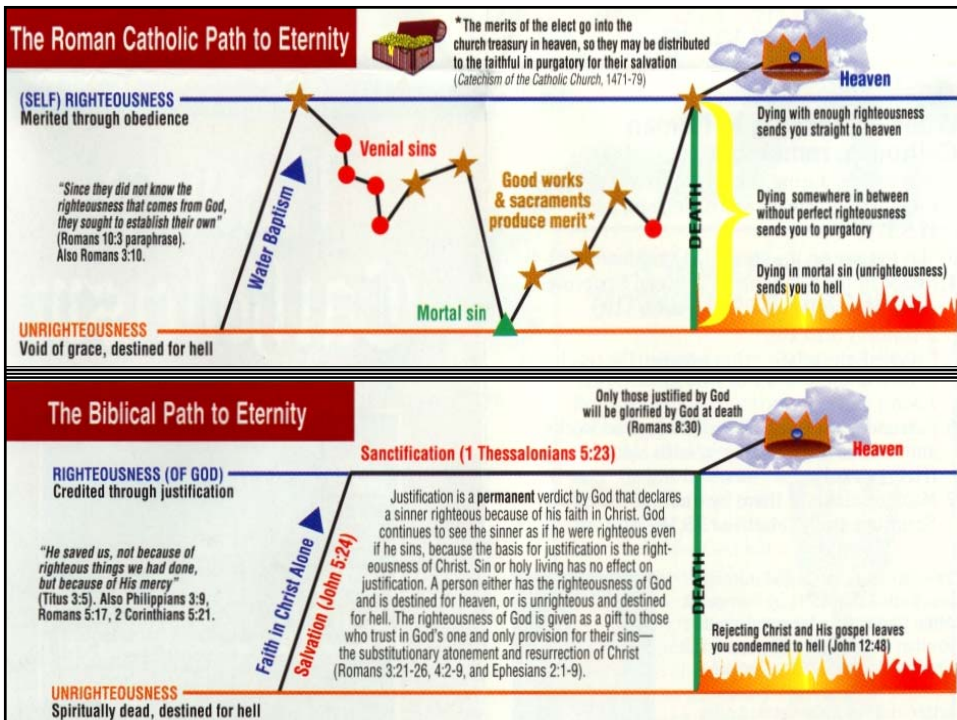 The Roman Catholic Path to Eternity
*The merits of the elect go into the
church treasury in heaven, so they may be distributed
to the faithful in purgatory for their salvation
(Catechism of the Catholic Church, 1471-79)
Heaven
(SELF) RIGHTEOUSNESS
Merited through obedience
"Since they did not know the
righteousness that comes from God,
they sought to establish their own"
(Romans 10:3 paraphrase).
Also Romans 3:10.
Water Baptism
Venial sins
Good works
& sacraments
produce merit*
Mortal sin
DEATH
Dying with enough righteousness
sends you straight to heaven
Dying somewhere in between
without perfect righteousness
sends you to purgatory
Dying in mortal sin (unrighteousness)
sends you to hell
UNRIGHTEOUSNESS
Void of grace, destined for hell
The Biblical Path to Eternity
Only those justified by God
will be glorified by God at death
(Romans 8:30)
Heaven
Sanctification (1 Thessalonians 5:23)
RIGHTEOUSNESS (OF GOD)
Credited through justification
"He saved us, not because of
righteous things we had done,
but because of His mercy"
(Titus 3:5). Also Philippians 3:9,
Romans 5:17, 2 Corinthians 5:21.
Faith in Christ Alone
Salvation (John 5:24)
Justification is a permanent verdict by God that declares
a sinner righteous because of his faith in Christ. God
continues to see the sinner as if he were righteous even
if he sins, because the basis for justification is the right-
eousness of Christ. Sin or holy living has no effect on
justification. A person either has the righteousness of God
and is destined for heaven, or is unrighteous and destined
for hell. The righteousness of God is given as a gift to those
who trust in God's one and only provision for their sins—
the substitutionary atonement and resurrection of Christ
(Romans 3:21-26, 4:2-9, and Ephesians 2:1-9).
DEATH
Rejecting Christ and His gospel leaves
you condemned to hell (John 12:48)
UNRIGHTEOUSNESS
Spiritually dead, destined for hell